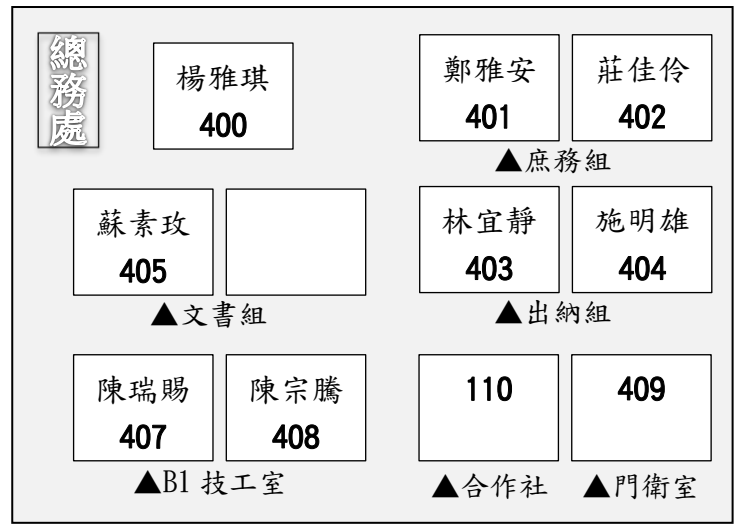 總務處
楊雅琪
400
鄭雅安
401
莊佳伶
402
▲庶務組
蘇素玫
405
▲文書組
林宜靜
403
施明雄
404
▲出納組
陳瑞賜
407
陳宗騰
408
▲B1 技工室
110
▲合作社
409
▲門衛室